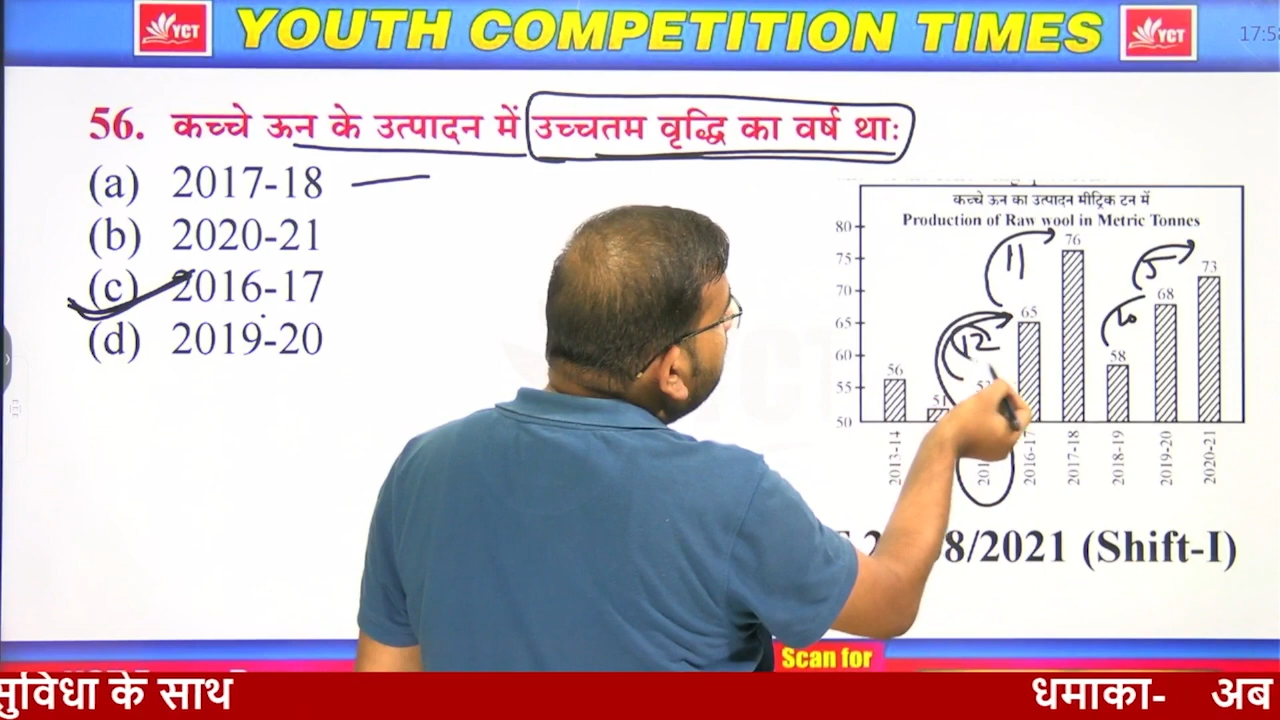 YCT
YOUTH COMPETITION TIMES
YCT
17:58
56. कच्चे ऊन के उत्पादन में उच्चतम वृद्धि का वर्ष थाः
(a) 2017-18
(b) 2020-21
(c) 2016-17
(d) 2019-20
कच्चे ऊन का उत्पादन मीट्रिक टन में
Production of Raw wool in Metric Tonnes
80
75
70
65
60
55
50
56
51
65
76
58
68
73
12
11
10
5
2013-14
2016-17
2017-18
2018-19
2019-20
2020-21
8/2021 (Shift-I)
Scan for
सुविधा के साथ
धमाका- अब